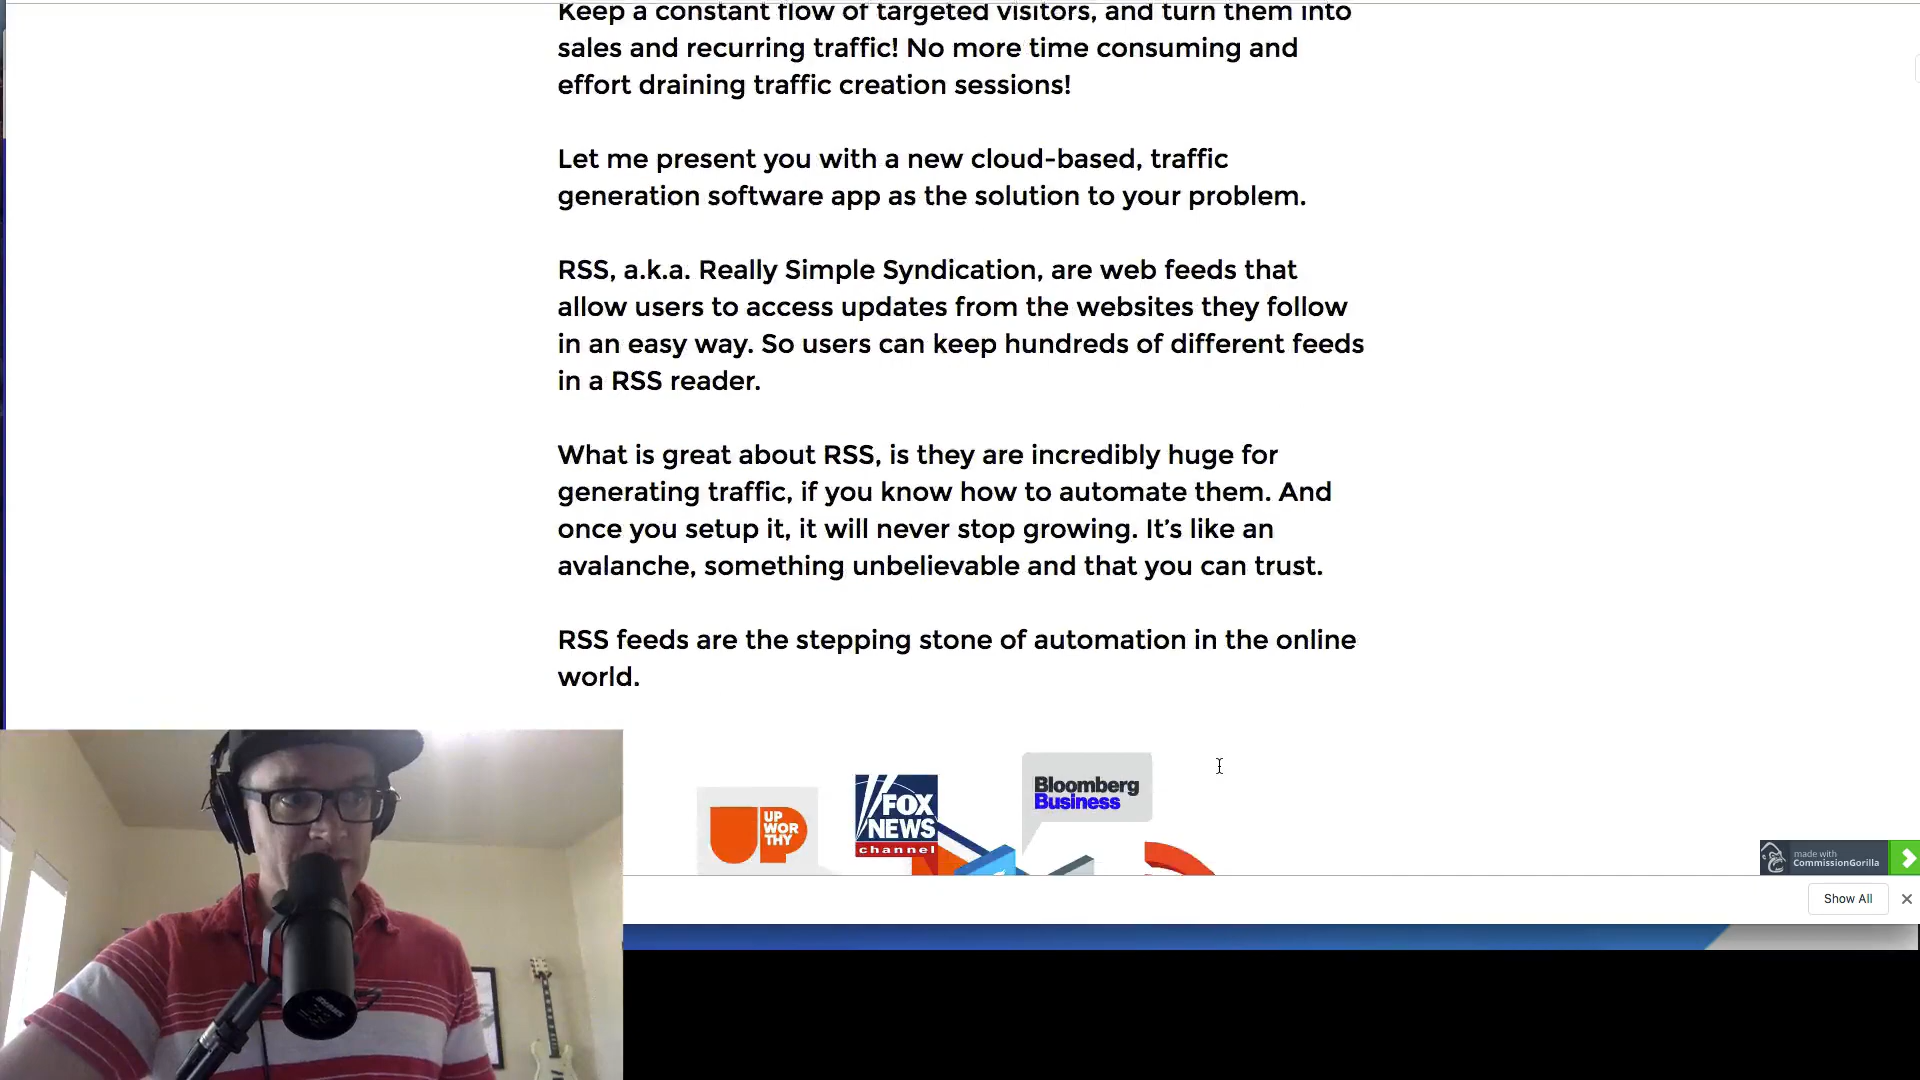 Keep a constant flow of targeted visitors, and turn them into
sales and recurring traffic! No more time consuming and
effort draining traffic creation sessions!
Let me present you with a new cloud-based, traffic
generation software app as the solution to your problem.
RSS, a.k.a. Really Simple Syndication, are web feeds that
allow users to access updates from the websites they follow
in an easy way. So users can keep hundreds of different feeds
in a RSS reader.
What is great about RSS, is they are incredibly huge for
generating traffic, if you know how to automate them. And
once you setup it, it will never stop growing. It’s like an
avalanche, something unbelievable and that you can trust.
RSS feeds are the stepping stone of automation in the online
world.
UP
WOR
THY
FOX
NEWS
channel
Bloomberg
Business
made with
CommissionGorilla
Show All